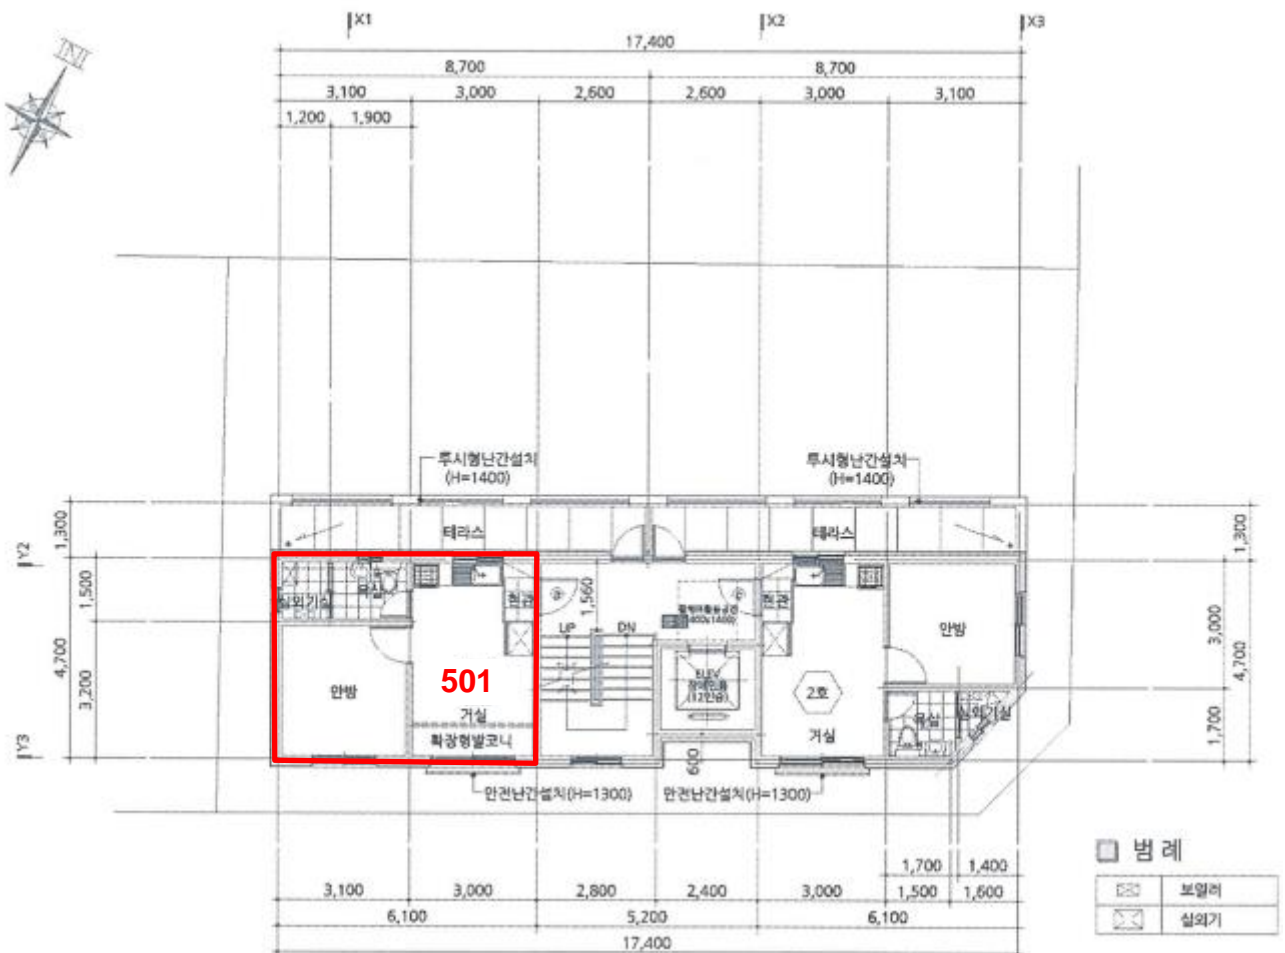 X1
X2
X3
N
17,400
8,700
8,700
3,100
3,000
2,600
2,600
3,000
3,100
1,200
1,900
투시형난간설치
(H=1400)
투시형난간설치
(H=1400)
1,300
테라스
테라스
1,300
Y2
1,500
실외기실
욕실
현관
1,560
현관
안방
3,000
UP
DN
4,700
3,200
안방
501
거실
ELEV
장애인용
(12인승)
2호
거실
욕실
실외기실
4,700
1,700
확장형발코니
Y3
600
안전난간설치(H=1300)
안전난간설치(H=1300)
범례
보일러
실외기
1,700
1,400
3,100
3,000
2,800
2,400
3,000
1,500
1,600
6,100
5,200
6,100
17,400